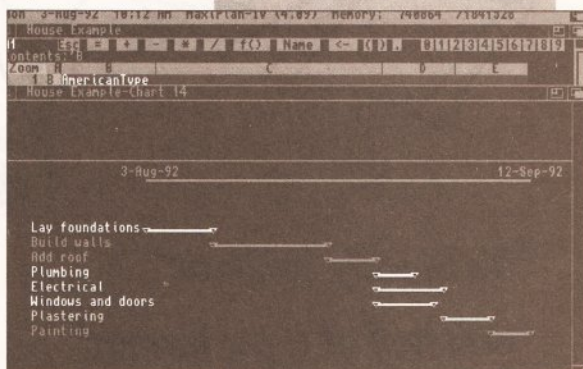 3-Aug-92 10:12 AM MaxiPlan-IV (4.09) Memory:
House Example
Esc = + - * / f() Name <- [()], 0 1 2 3 4 5 6 7 8 9
Contents:
Zoom A B C D E
1 B AmericanType
House Example-Chart 14
3-Aug-92 12-Sep-92
Lay foundations
Build walls
Add roof
Plumbing
Electrical
Windows and doors
Plastering
Painting